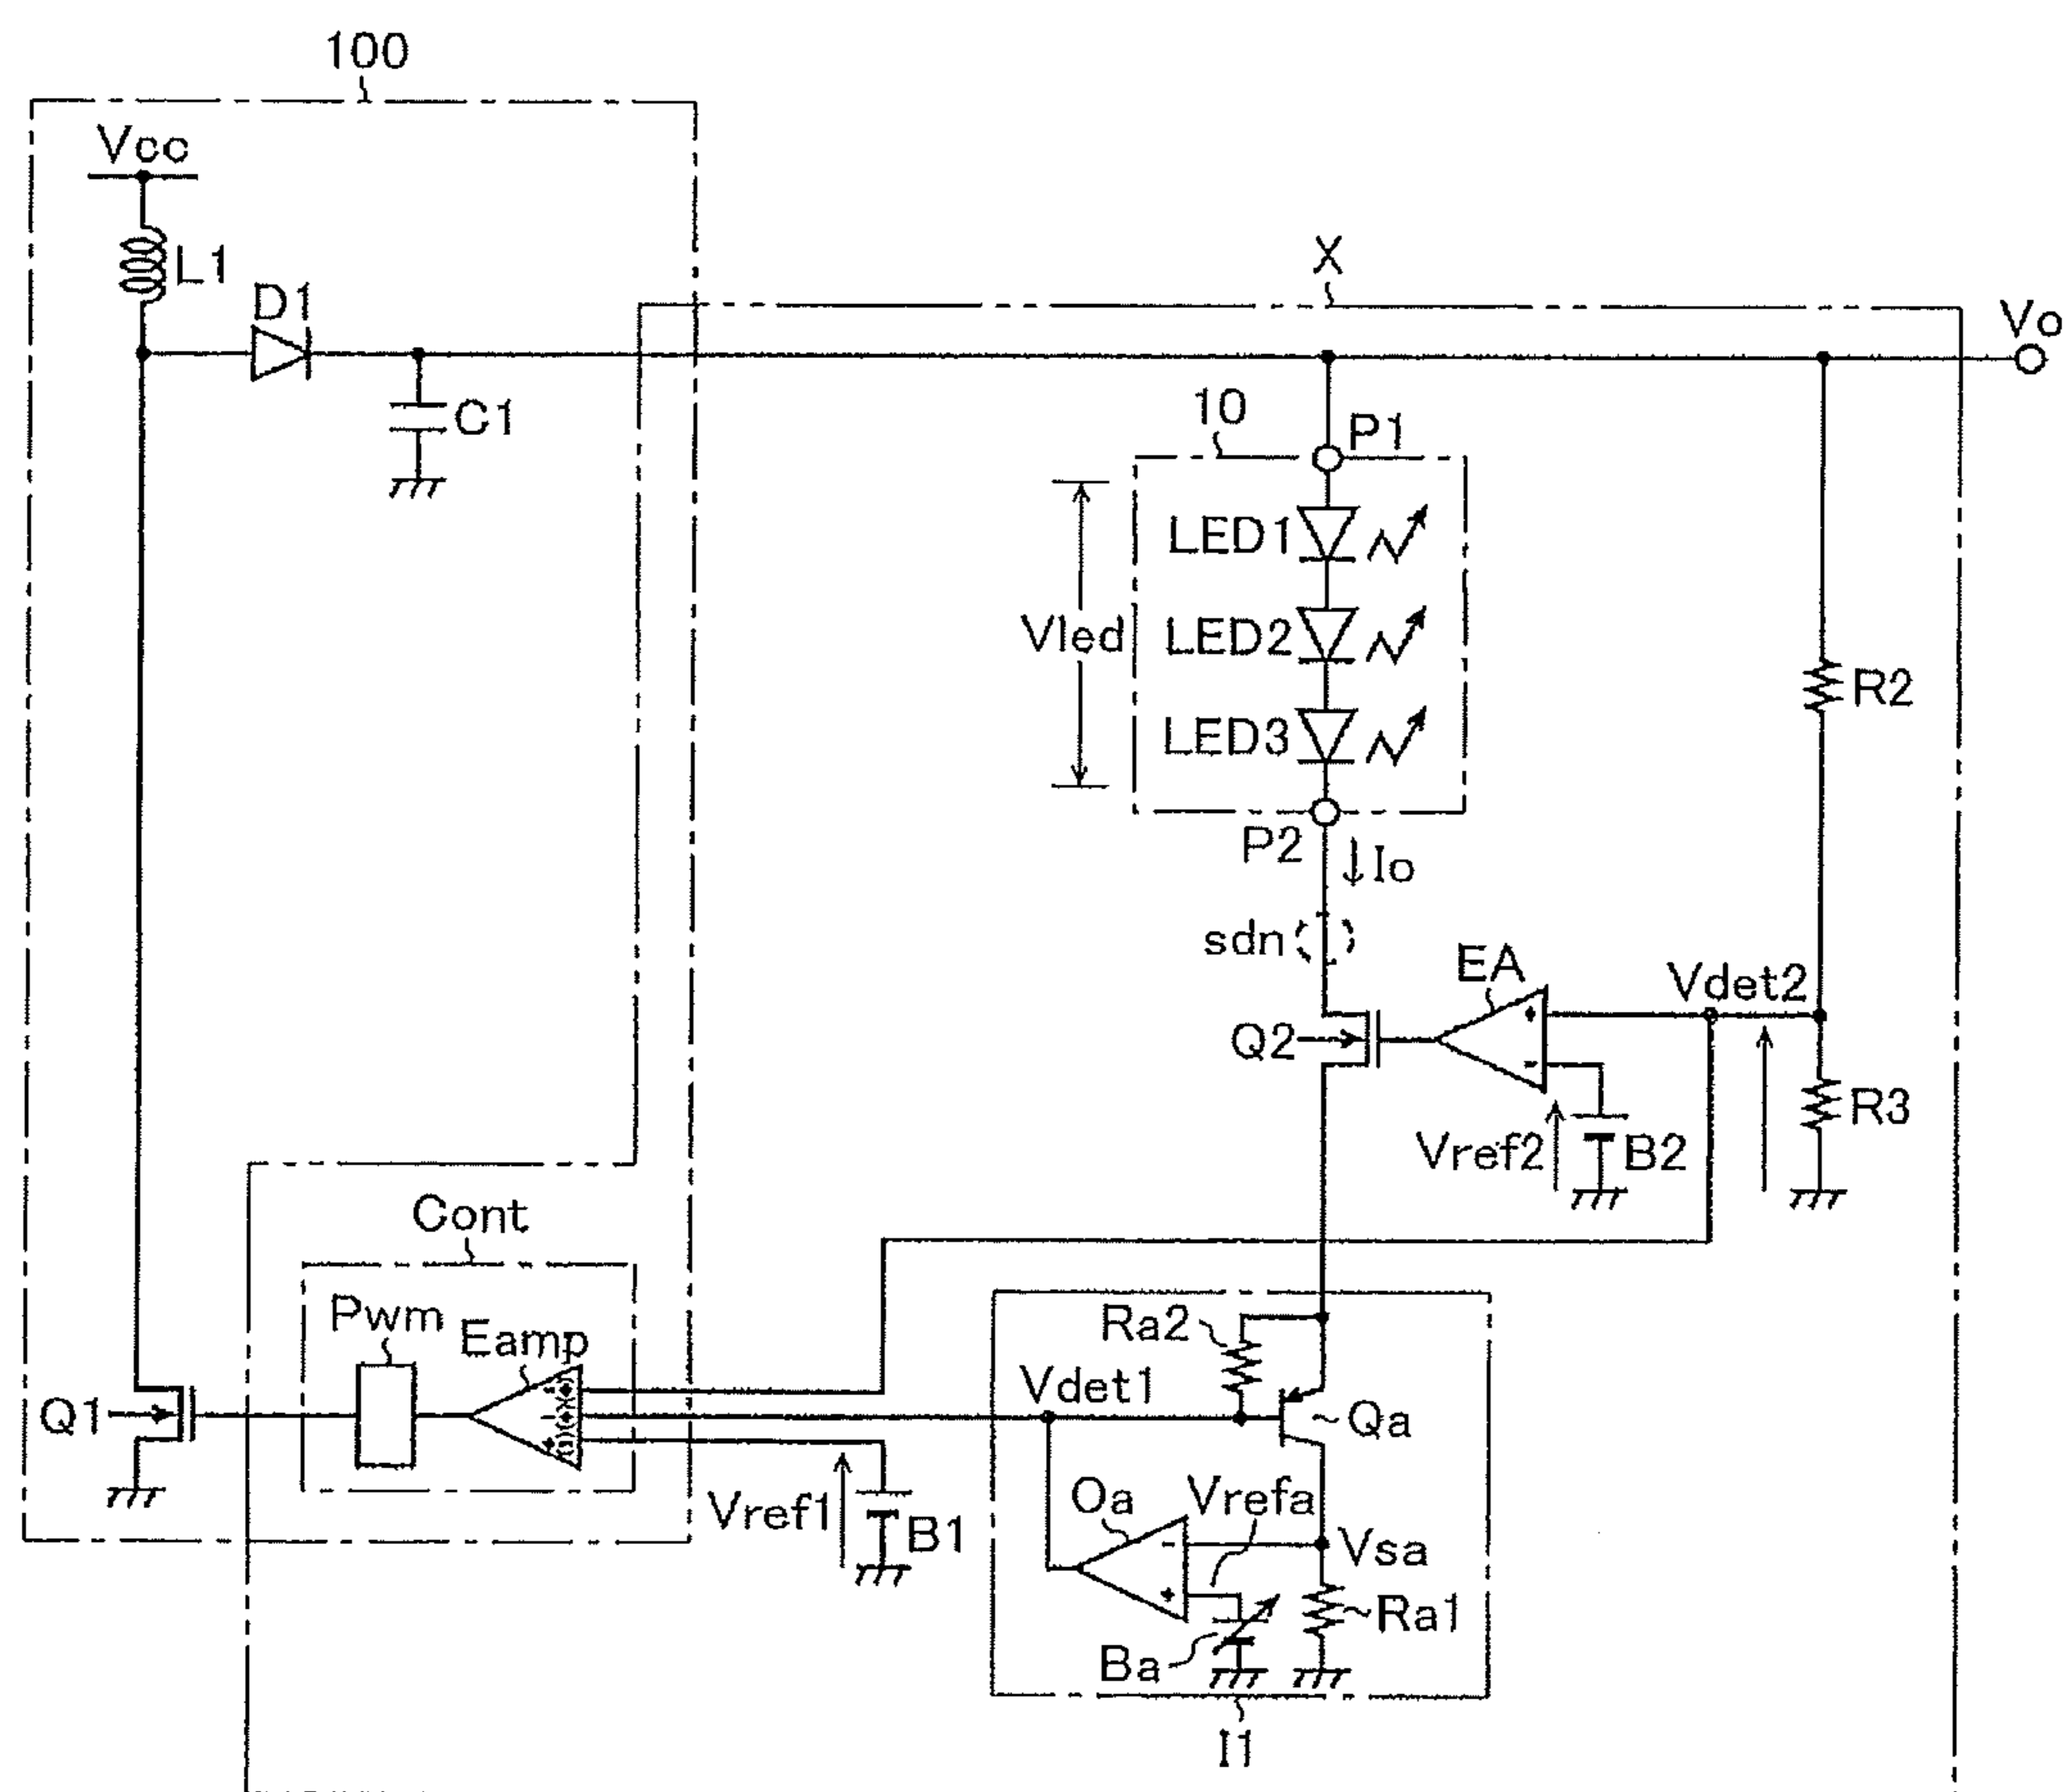 100
Vcc
L1
D1
C1
X
Vo
10
P1
LED1
LED2
LED3
Vled
P2
Io
sdn
R2
EA
Vdet2
Q2
Vref2
B2
R3
Cont
Pwm
Eamp
Q1
Vref1
B1
Ra2
Vdet1
Qa
Oa
Vrefa
Vsa
Ra1
Ba
I1